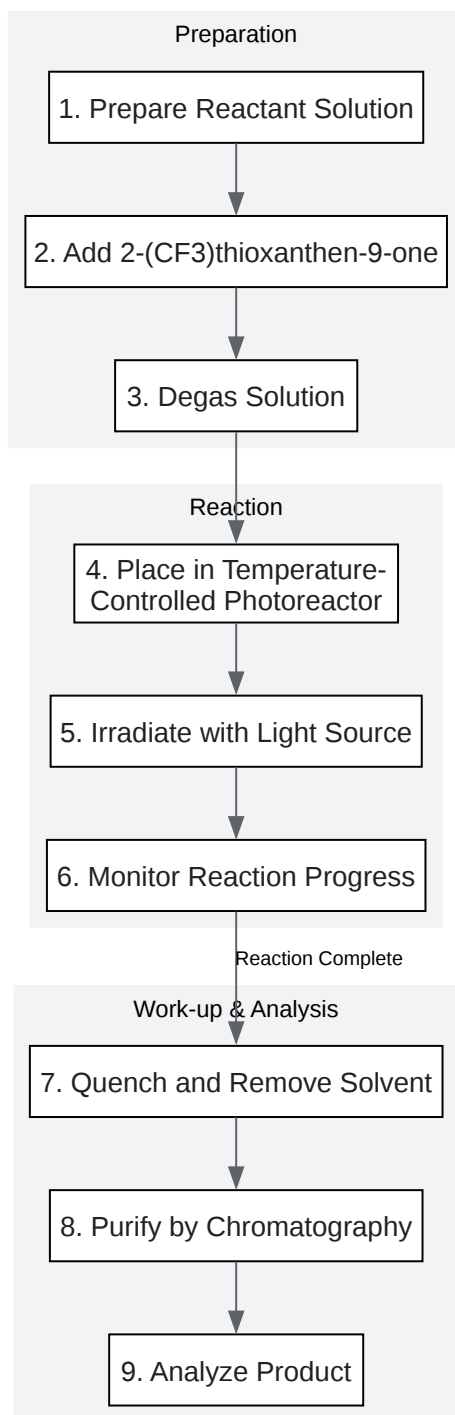 Preparation
1. Prepare Reactant Solution
2. Add 2-(CF3)thioxanthen-9-one
3. Degas Solution
Reaction
4. Place in Temperature-
Controlled Photoreactor
5. Irradiate with Light Source
6. Monitor Reaction Progress
Reaction Complete
Work-up & Analysis
7. Quench and Remove Solvent
8. Purify by Chromatography
9. Analyze Product